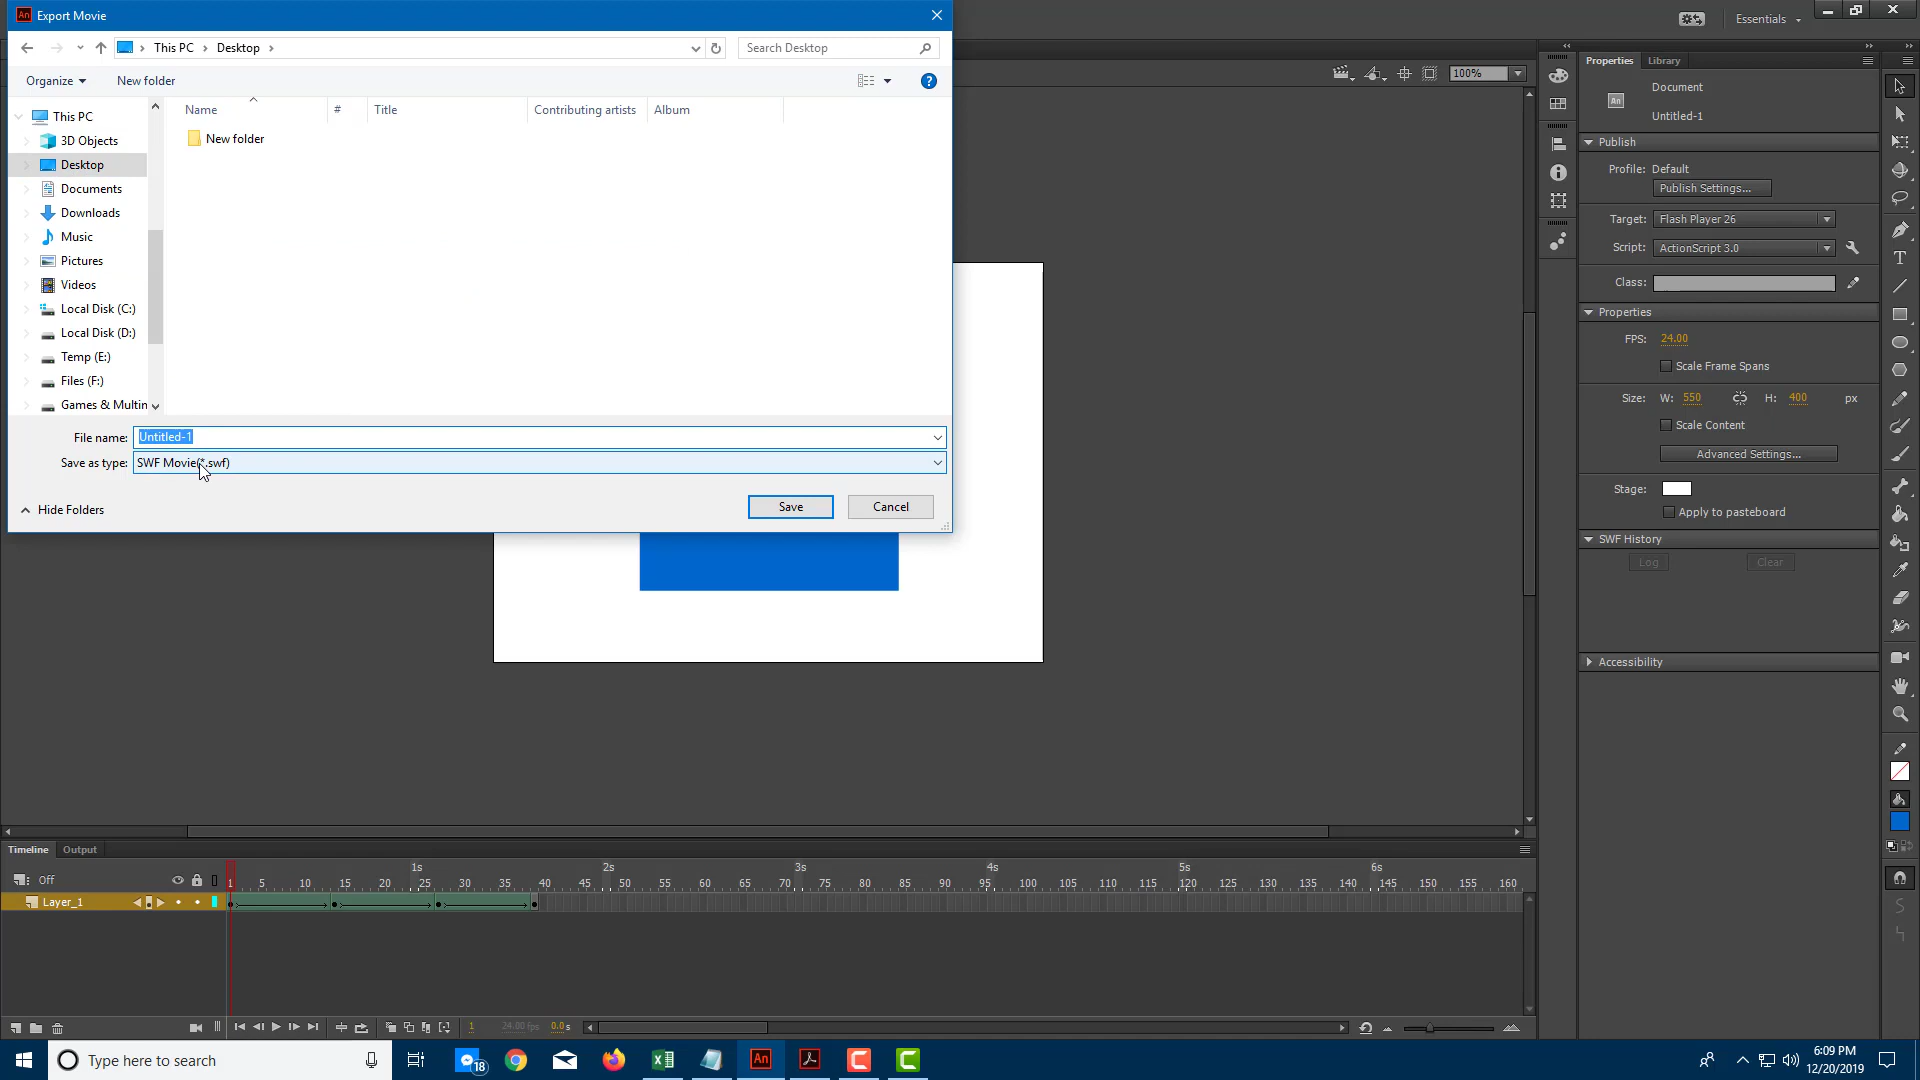 Export Movie
Essentials
This PC
Desktop
Search Desktop
Organize
New folder
100%
Properties
Library
Name
#
Title
Contributing artists
Album
This PC
3D Objects
Desktop
Documents
Downloads
Music
Pictures
Videos
Local Disk (C:)
Local Disk (D:)
Temp (E:)
Files (F:)
Games & Multin
New folder
File name: Untitled-1
Save as type: SWF Movie(*.swf)
Hide Folders
Save
Cancel
An
Document
Untitled-1
Publish
Profile: Default
Publish Settings...
Target: Flash Player 26
Script: ActionScript 3.0
Class:
Properties
FPS: 24.00
Scale Frame Spans
Size: W: 550 H: 400 px
Scale Content
Advanced Settings...
Stage:
Apply to pasteboard
SWF History
Log
Clear
Accessibility
Timeline
Output
1s 2s 3s 4s 5s 6s
Off
1 5 10 15 20 25 30 35 40 45 50 55 60 65 70 75 80 85 90 95 100 105 110 115 120 125 130 135 140 145 150 155 160
Layer_1
1 24.00 fps 0.0 s
Type here to search
18
An
6:09 PM
12/20/2019